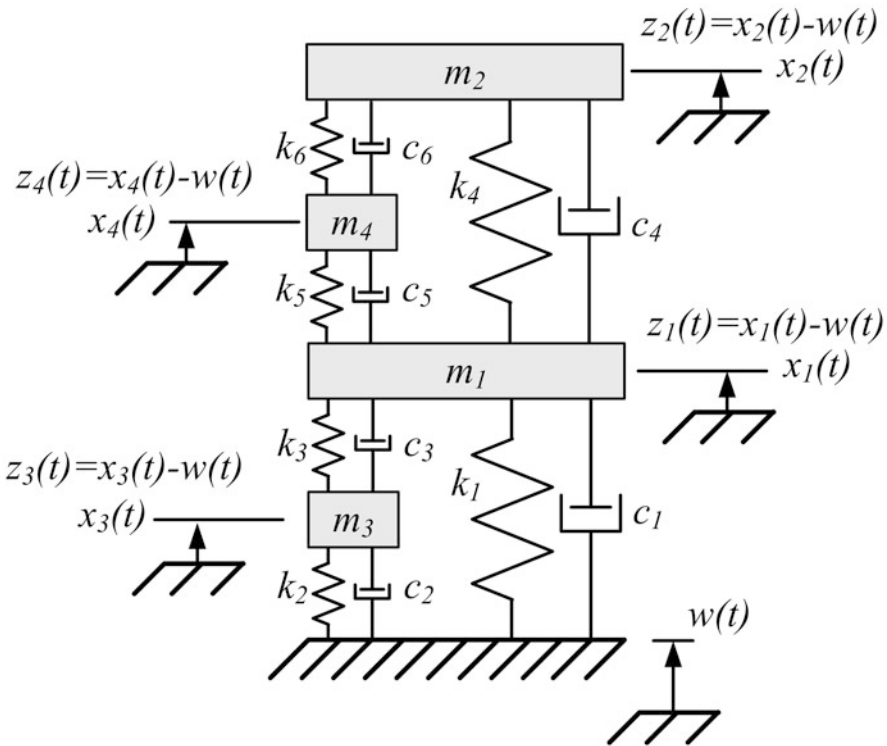 z₂(t)=x₂(t)-w(t)
x₂(t)
m₂
k₆
c₆
k₄
c₄
z₄(t)=x₄(t)-w(t)
x₄(t)
m₄
k₅
c₅
z₁(t)=x₁(t)-w(t)
x₁(t)
m₁
k₃
c₃
k₁
c₁
z₃(t)=x₃(t)-w(t)
x₃(t)
m₃
k₂
c₂
w(t)